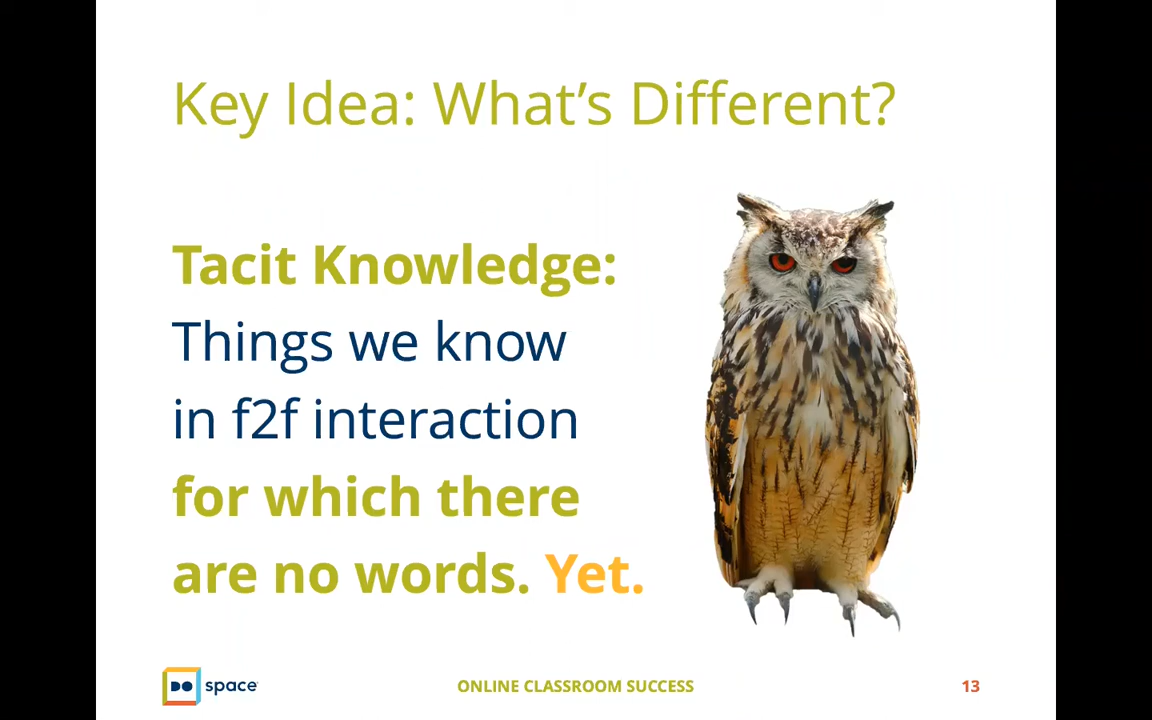 Key Idea: What's Different?
Tacit Knowledge:
Things we know
in f2f interaction
for which there
are no words. Yet.
DO space
ONLINE CLASSROOM SUCCESS
13